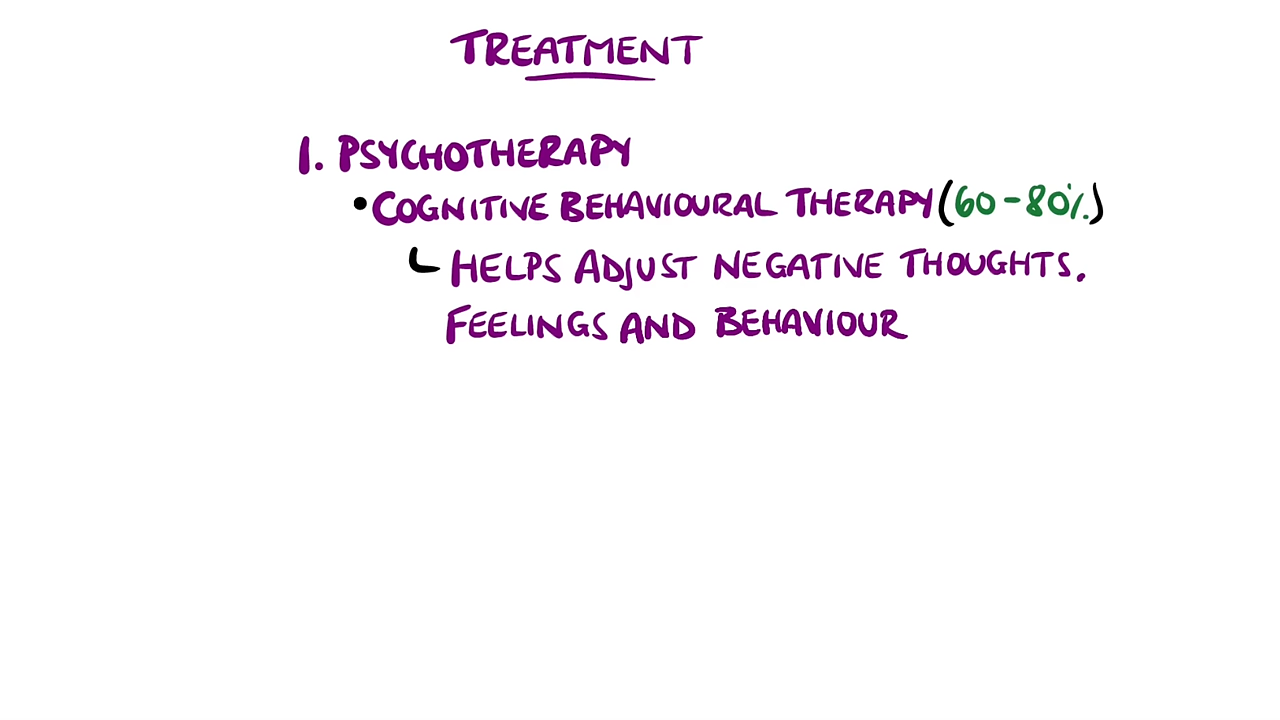 TREATMENT
1. PSYCHOTHERAPY
• COGNITIVE BEHAVIOURAL THERAPY (60-80%)
HELPS ADJUST NEGATIVE THOUGHTS.
FEELINGS AND BEHAVIOUR